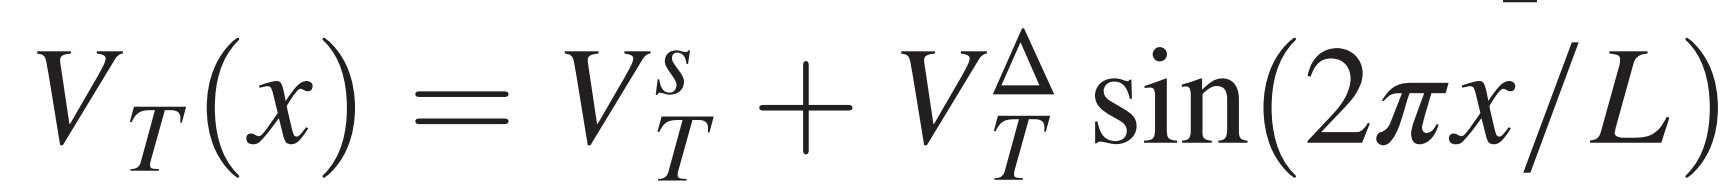 V_T(x) = V_T^s + V_T^Δ sin(2πx/L)